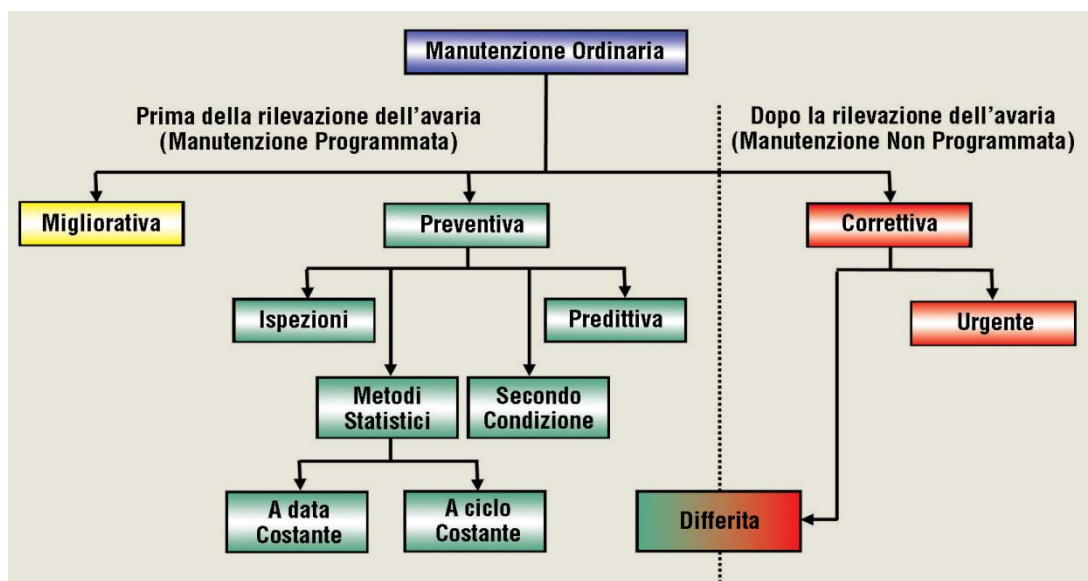 Manutenzione Ordinaria
Prima della rilevazione dell'avaria
(Manutenzione Programmata)
Dopo la rilevazione dell'avaria
(Manutenzione Non Programmata)
Migliorativa
Preventiva
Correttiva
Ispezioni
Predittiva
Urgente
Metodi
Statistici
Secondo
Condizione
A data
Costante
A ciclo
Costante
Differita